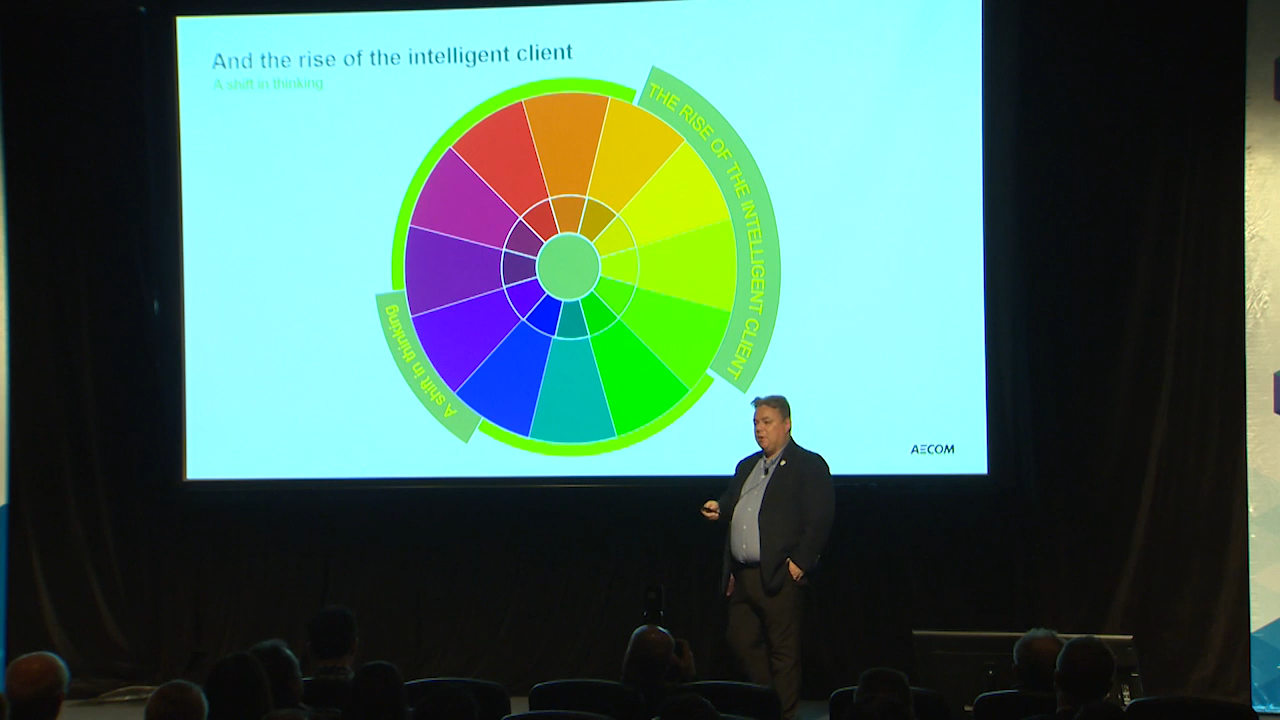 And the rise of the intelligent client
A shift in thinking
THE RISE OF THE INTELLIGENT CLIENT
A shift in thinking
AECOM